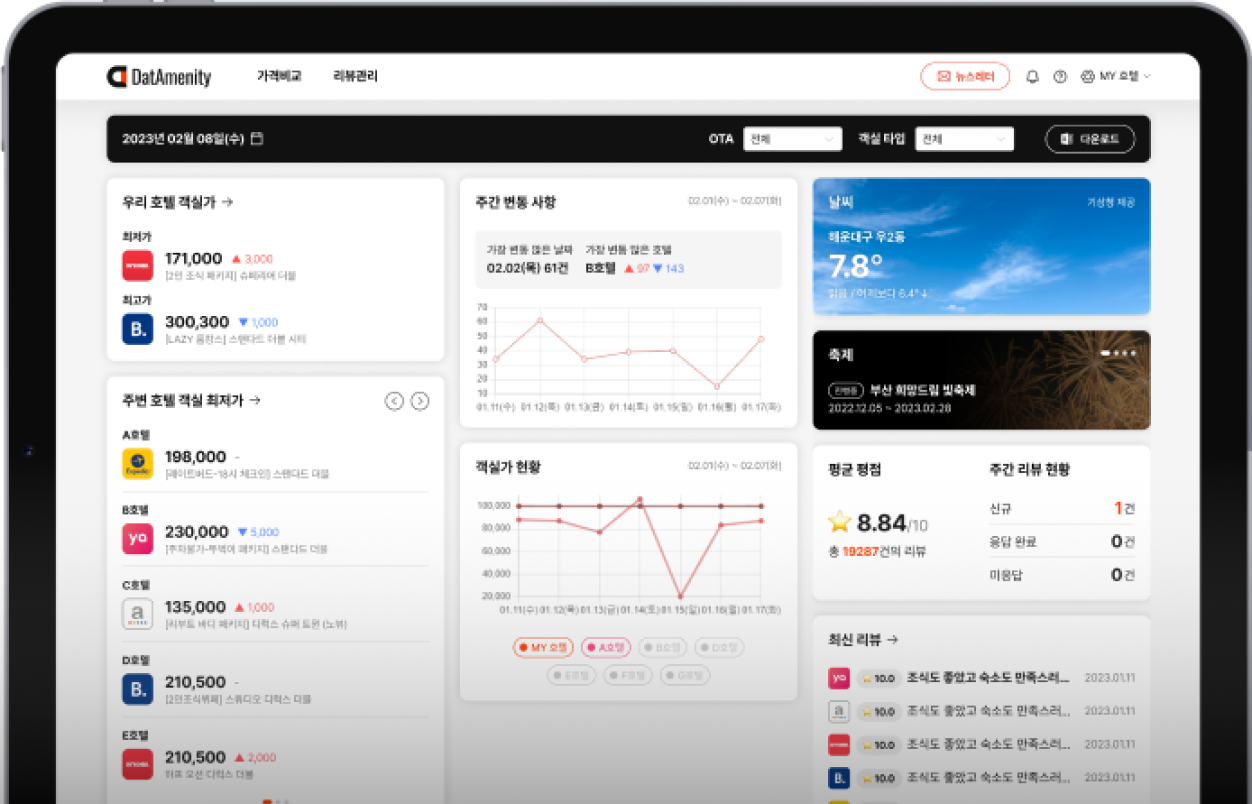 DatAmenity 가격비교 리뷰관리 뉴스레터 MY 호텔
2023년 02월 08일(수) OTA 전체 객실 타입 전체 다운로드
우리 호텔 객실가 →
최저가
171,000 ▲ 3,000
[2인 조식 패키지] 슈페리어 더블
최고가
B. 300,300 ▼ 1,000
[LAZY 룸캉스] 스탠다드 더블 시티
주변 호텔 객실 최저가 →
A호텔
Expedia 198,000 -
[레이트버드-18시 체크인] 스탠다드 더블
B호텔
yo 230,000 ▼ 5,000
스탠다드 더블
C호텔
a 135,000 ▲ 1,000
[리부트 바디 패키지] 디럭스 슈퍼 트윈 (노뷰)
D호텔
B. 210,500 -
[2인조식뷔페] 스튜디오 디럭스 더블
E호텔
210,500 ▲ 2,000
하프 오션 디럭스 더블
주간 변동 사항 02.01(수) ~ 02.07(화)
가장 변동 많은 날짜 가장 변동 많은 호텔
02.02(목) 61건 B호텔 ▲ 97 ▼ 143
70
60
50
40
30
20
10
01.11(수) 01.12(목) 01.13(금) 01.14(토) 01.15(일) 01.16(월) 01.17(화)
객실가 현황 02.01(수) ~ 02.07(화)
100,000
80,000
60,000
40,000
20,000
01.11(수) 01.12(목) 01.13(금) 01.14(토) 01.15(일) 01.16(월) 01.17(화)
MY 호텔 A호텔 B호텔 D호텔
E호텔 F호텔 G호텔
날씨 기상청 제공
해운대구 우2동
7.8°
맑음 / 어제보다 6.4° ↓
축제
부산 희망드림 빛축제
2022.12.05 ~ 2023.02.28
평균 평점
8.84/10
총 19287건의 리뷰
주간 리뷰 현황
신규 1건
응답 완료 0건
미응답 0건
최신 리뷰 →
yo 10.0 조식도 좋았고 숙소도 만족스러... 2023.01.11
a 10.0 조식도 좋았고 숙소도 만족스러... 2023.01.11
10.0 조식도 좋았고 숙소도 만족스러... 2023.01.11
B. 10.0 조식도 좋았고 숙소도 만족스러... 2023.01.11